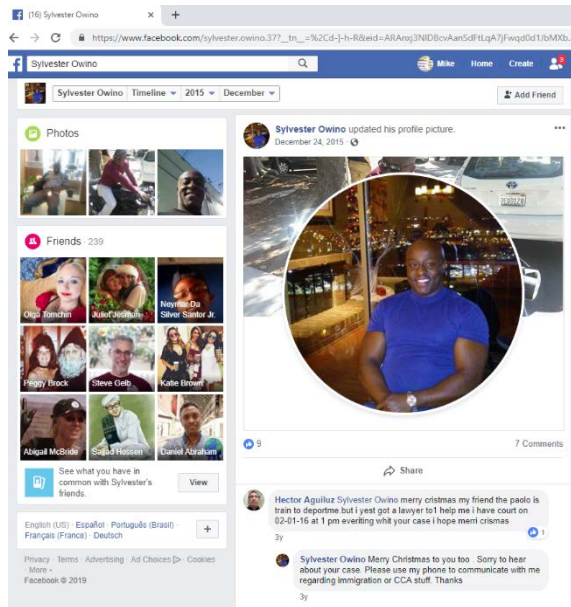 (16) Sylvester Owino
https://www.facebook.com/sylvester.owino.37?__tn__=%2Cd-]-h-R&eid=
Sylvester Owino
Mike Home Create 3
Sylvester Owino Timeline 2015 December
Add Friend
Photos
Friends · 239
Olga Tomchin
Juliet
Neymar Da
Silver Santor Jr.
Peggy Brock
Steve Gelb
Katie Brown
Abigail McBride
Sajjad Hossen
Daniel Abraham
See what you have in
common with Sylvester's
friends.
View
English (US) · Español · Português (Brasil) ·
Français (France) · Deutsch
Privacy · Terms · Advertising · Ad Choices · Cookies
· More
Facebook © 2019
Sylvester Owino updated his profile picture.
December 24, 2015 ·
9
7 Comments
Share
Hector Aguiluz Sylvester Owino merry cristmas my friend the paolo is
train to deportme but i yest got a lawyer to1 help me i have court on
02-01-16 at 1 pm everiting whit your case i hope merri crismas
1
3y
Sylvester Owino Merry Christmas to you too . Sorry to hear
about your case. Please use my phone to communicate with me
regarding immigration or CCA stuff. Thanks
3y